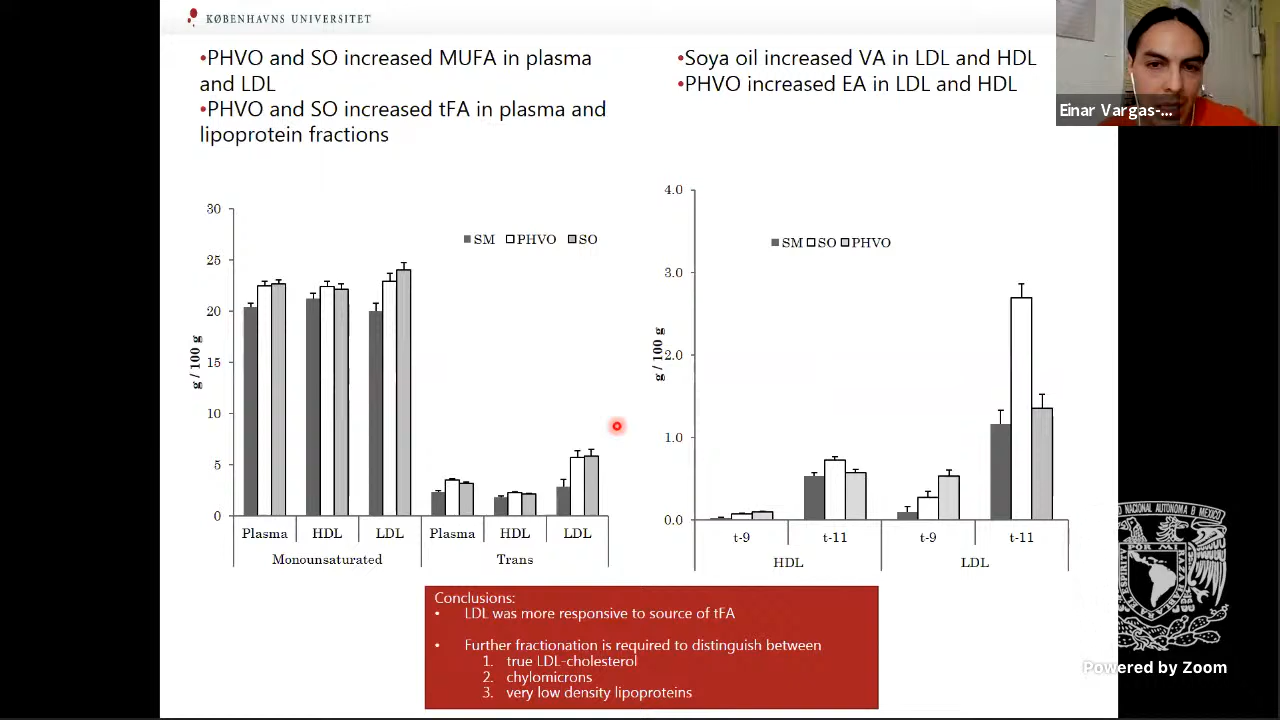 KØBENHAVNS UNIVERSITET
•PHVO and SO increased MUFA in plasma
and LDL
•PHVO and SO increased tFA in plasma and
lipoprotein fractions
•Soya oil increased VA in LDL and HDL
•PHVO increased EA in LDL and HDL
Einar Vargas-...
30
25
20
15
10
5
0
g / 100 g
SM PHVO SO
Plasma HDL LDL Plasma HDL LDL
Monounsaturated Trans
4.0
3.0
2.0
1.0
0.0
g / 100 g
SM SO PHVO
t-9 t-11 t-9 t-11
HDL LDL
Conclusions:
• LDL was more responsive to source of tFA
• Further fractionation is required to distinguish between
1. true LDL-cholesterol
2. chylomicrons
3. very low density lipoproteins
Powered by Zoom